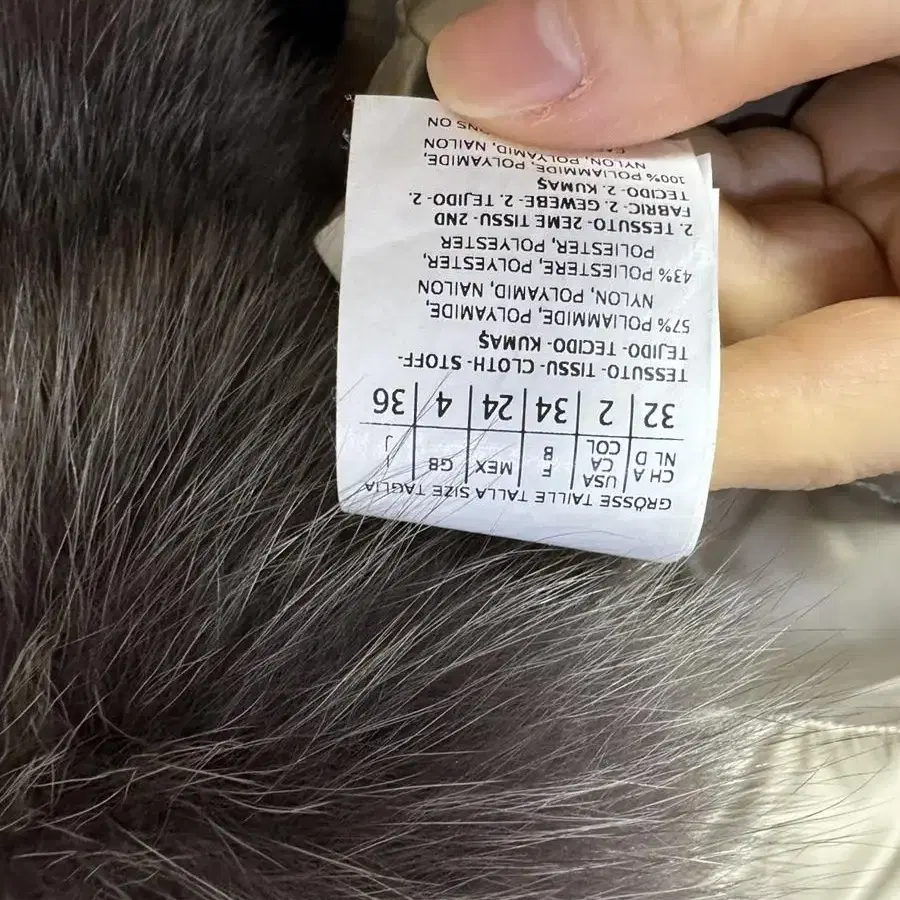 GRÖSSE TAILLE TALLA SIZE TAGLIA
CH A USA F MEX GB I
NL D CA B J
COL
32 2 34 24 4 36
TESSUTO- TISSU- CLOTH- STOFF-
TEJIDO- TECIDO- KUMAŞ
57% POLIAMMIDE, POLYAMIDE,
NYLON, POLYAMID, NAILON
43% POLIESTERE, POLYESTER,
POLIESTER, POLYESTER
2. TESSUTO- 2EME TISSU- 2ND
FABRIC- 2. GEWEBE- 2. TEJIDO- 2.
TECIDO- 2. KUMAŞ
100% POLIAMMIDE, POLYAMIDE,
NYLON, POLYAMID, NAILON
ON